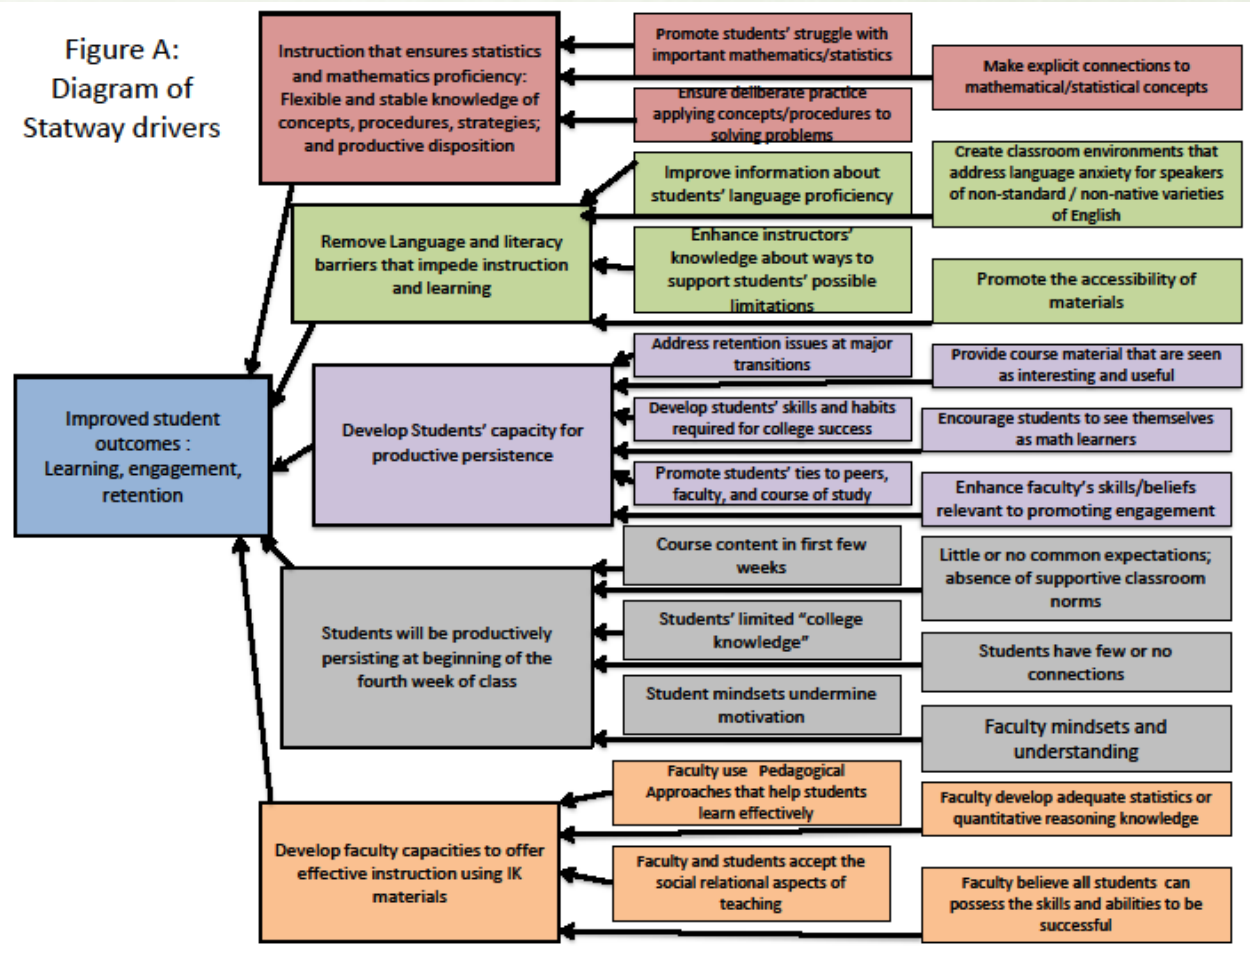 Figure A:
Diagram of
Statway drivers
Instruction that ensures statistics
and mathematics proficiency:
Flexible and stable knowledge of
concepts, procedures, strategies;
and productive disposition
Promote students’ struggle with
important mathematics/statistics
Make explicit connections to
mathematical/statistical concepts
Ensure deliberate practice
applying concepts/procedures to
solving problems
Remove Language and literacy
barriers that impede instruction
and learning
Improve information about
students’ language proficiency
Create classroom environments that
address language anxiety for speakers
of non-standard / non-native varieties
of English
Enhance instructors’
knowledge about ways to
support students’ possible
limitations
Promote the accessibility of
materials
Improved student
outcomes :
Learning, engagement,
retention
Develop Students’ capacity for
productive persistence
Address retention issues at major
transitions
Provide course material that are seen
as interesting and useful
Develop students’ skills and habits
required for college success
Encourage students to see themselves
as math learners
Promote students’ ties to peers,
faculty, and course of study
Enhance faculty’s skills/beliefs
relevant to promoting engagement
Students will be productively
persisting at beginning of the
fourth week of class
Course content in first few
weeks
Little or no common expectations;
absence of supportive classroom
norms
Students’ limited “college
knowledge”
Students have few or no
connections
Student mindsets undermine
motivation
Faculty mindsets and
understanding
Develop faculty capacities to offer
effective instruction using IK
materials
Faculty use Pedagogical
Approaches that help students
learn effectively
Faculty develop adequate statistics or
quantitative reasoning knowledge
Faculty and students accept the
social relational aspects of
teaching
Faculty believe all students can
possess the skills and abilities to be
successful